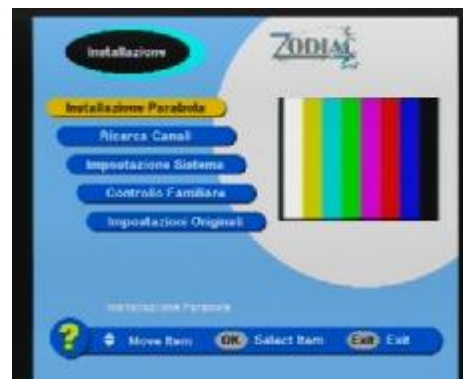 Installazione
ZODIAC
Installazione Parabola
Ricerca Canali
Impostazione Sistema
Controllo Familiare
Impostazioni Originali
Installazione Parabola
? Move Item OK Select Item Exit Exit